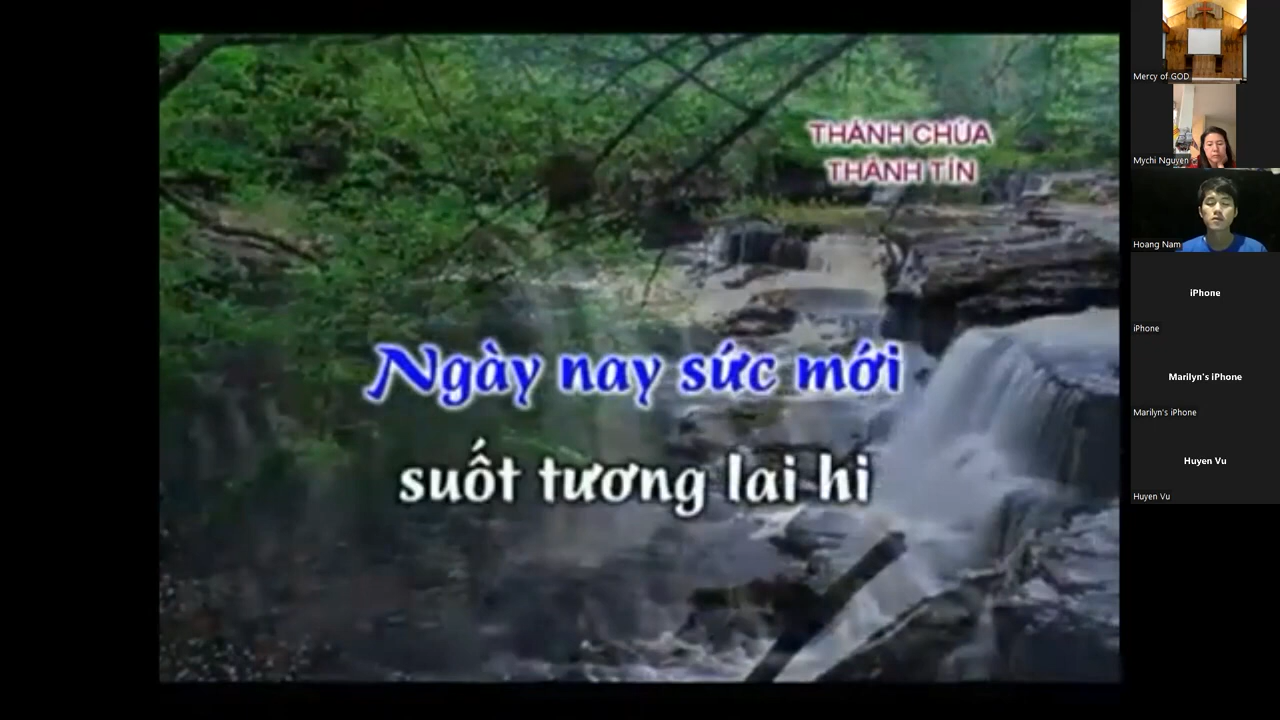 THÀNH CHÚA
THÀNH TÍN
Ngày nay sức mới
suốt tương lai hi
Mercy of GOD
Mychi Nguyen
Hoang Nam
iPhone
iPhone
Marilyn's iPhone
Marilyn's iPhone
Huyen Vu
Huyen Vu